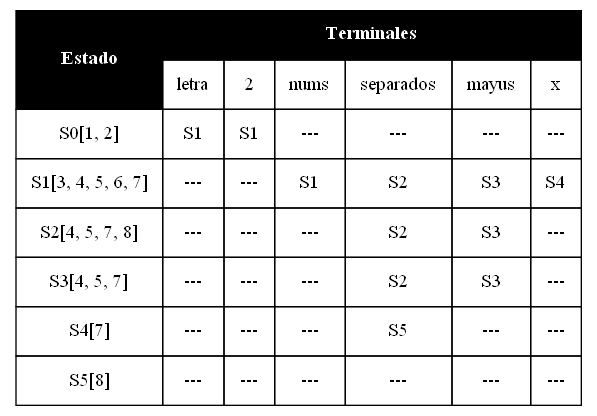 Estado Terminales
letra 2 nums separados mayus x
S0[1, 2] S1 S1 --- --- --- ---
S1[3, 4, 5, 6, 7] --- --- S1 S2 S3 S4
S2[4, 5, 7, 8] --- --- --- S2 S3 ---
S3[4, 5, 7] --- --- --- S2 S3 ---
S4[7] --- --- --- S5 --- ---
S5[8] --- --- --- --- --- ---